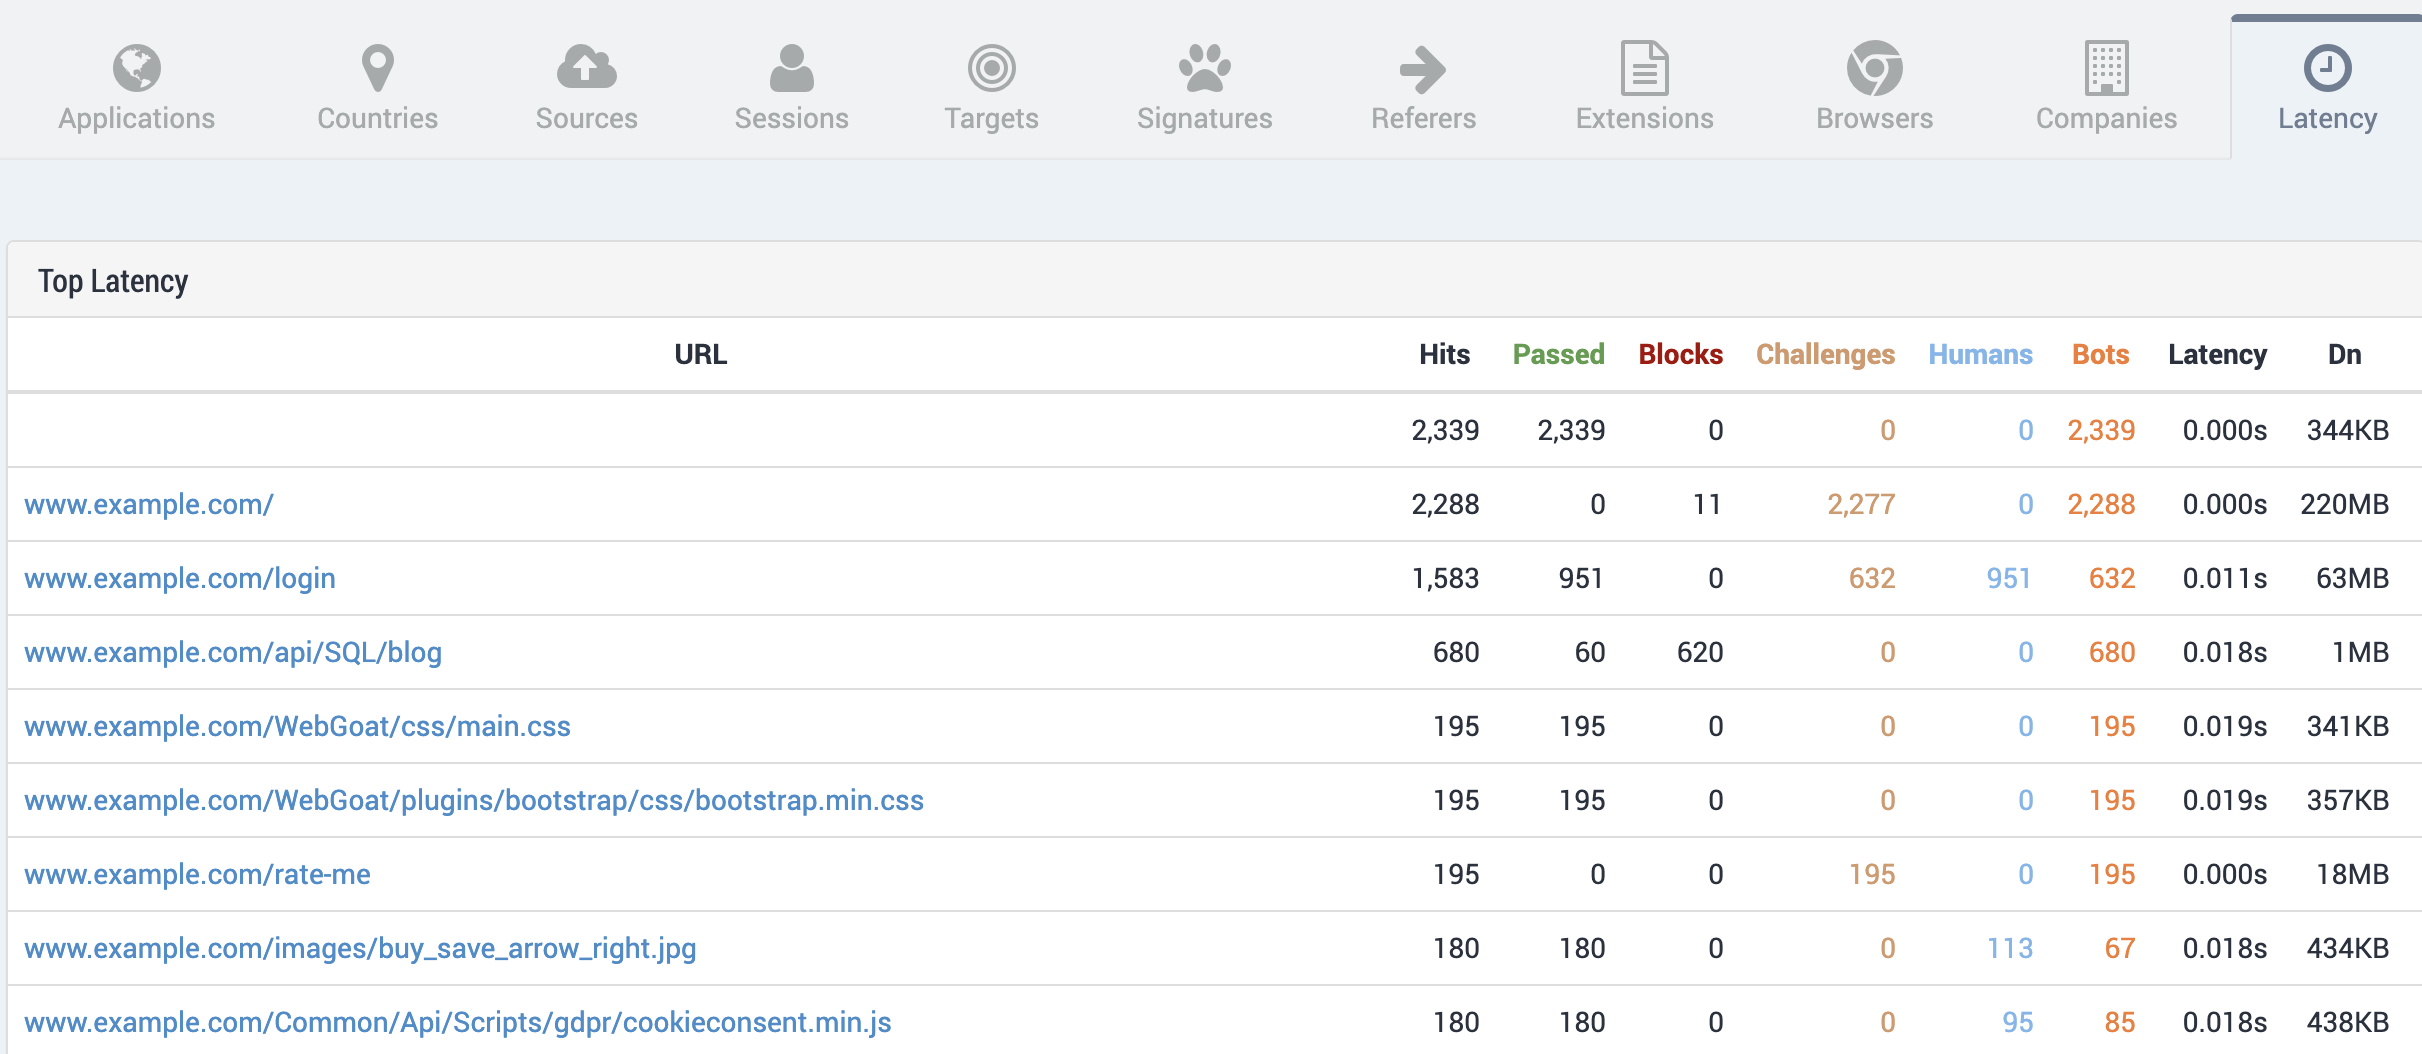 Applications Countries Sources Sessions Targets Signatures Referers Extensions Browsers Companies Latency
Top Latency
URL Hits Passed Blocks Challenges Humans Bots Latency Dn
2,339 2,339 0 0 0 2,339 0.000s 344KB
www.example.com/ 2,288 0 11 2,277 0 2,288 0.000s 220MB
www.example.com/login 1,583 951 0 632 951 632 0.011s 63MB
www.example.com/api/SQL/blog 680 60 620 0 0 680 0.018s 1MB
www.example.com/WebGoat/css/main.css 195 195 0 0 0 195 0.019s 341KB
www.example.com/WebGoat/plugins/bootstrap/css/bootstrap.min.css 195 195 0 0 0 195 0.019s 357KB
www.example.com/rate-me 195 0 0 195 0 195 0.000s 18MB
www.example.com/images/buy_save_arrow_right.jpg 180 180 0 0 113 67 0.018s 434KB
www.example.com/Common/Api/Scripts/gdpr/cookieconsent.min.js 180 180 0 0 95 85 0.018s 438KB